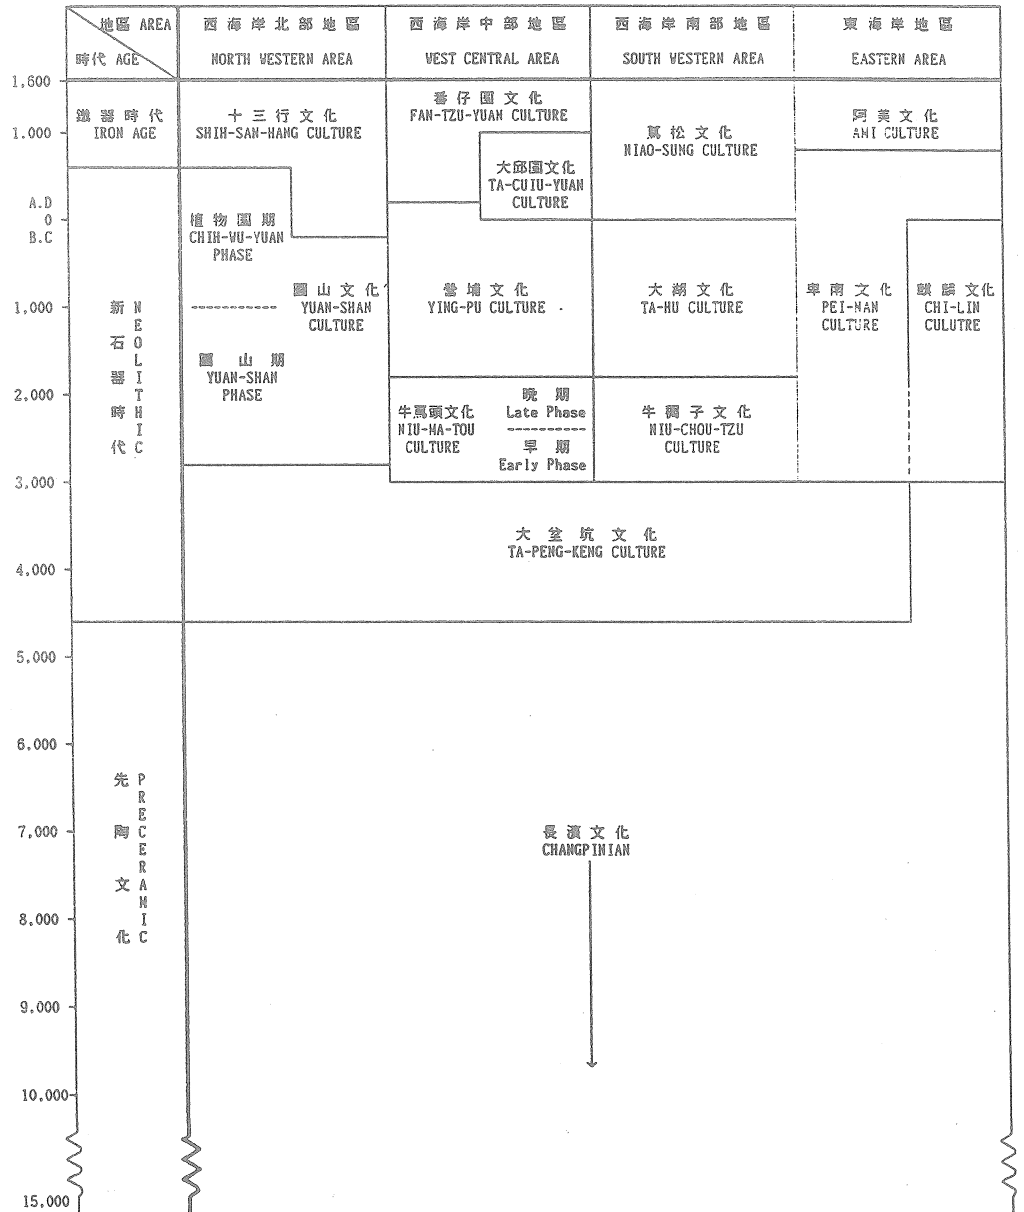 地區 AREA
時代 AGE
西海岸北部地區
NORTH WESTERN AREA
西海岸中部地區
WEST CENTRAL AREA
西海岸南部地區
SOUTH WESTERN AREA
東海岸地區
EASTERN AREA
1,600
1.000
A.D
0
B.C
1,000
2,000
3,000
4,000
5,000
6,000
7,000
8,000
9,000
10.000
15,000
鐵器時代
IRON AGE
新石器時代
NEOLITHIC
先陶文化
PRECERAMIC
十三行文化
SHIH-SAN-HANG CULTURE
植物園期
CHIH-WU-YUAN
PHASE
圓山文化
YUAN-SHAN
CULTURE
圓山期
YUAN-SHAN
PHASE
番仔園文化
FAN-TZU-YUAN CULTURE
大邱園文化
TA-CUIU-YUAN
CULTURE
營埔文化
YING-PU CULTURE
牛罵頭文化
NIU-MA-TOU
CULTURE
晚期
Late Phase
早期
Early Phase
蔦松文化
NIAO-SUNG CULTURE
大湖文化
TA-HU CULTURE
牛稠子文化
NIU-CHOU-TZU
CULTURE
阿美文化
AMI CULTURE
卑南文化
PEI-NAN
CULTURE
麒麟文化
CHI-LIN
CULUTRE
大坌坑文化
TA-PENG-KENG CULTURE
長濱文化
CHANGPINIAN